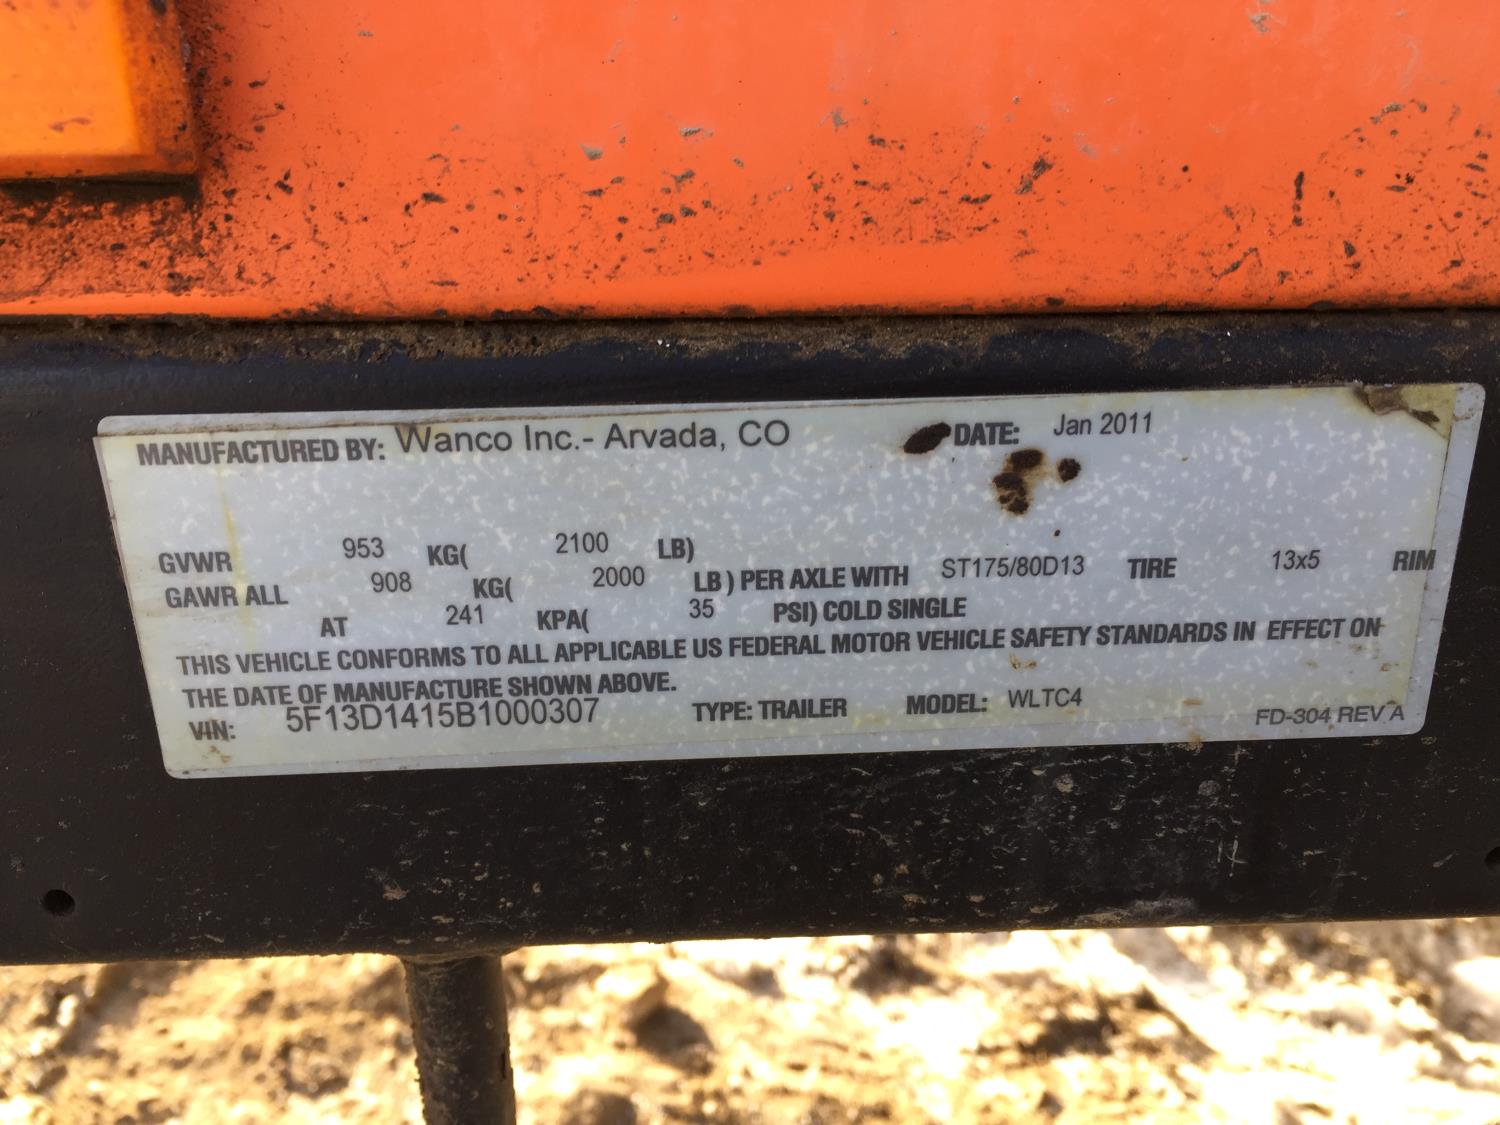 MANUFACTURED BY: Wanco Inc.- Arvada, CO DATE: Jan 2011
GVWR 953 KG( 2100 LB)
GAWR ALL 908 KG( 2000 LB) PER AXLE WITH ST175/80D13 TIRE 13x5 RIM
AT 241 KPA( 35 PSI) COLD SINGLE
THIS VEHICLE CONFORMS TO ALL APPLICABLE US FEDERAL MOTOR VEHICLE SAFETY STANDARDS IN EFFECT ON
THE DATE OF MANUFACTURE SHOWN ABOVE.
VIN: 5F13D1415B1000307 TYPE: TRAILER MODEL: WLTC4
FD-304 REV A